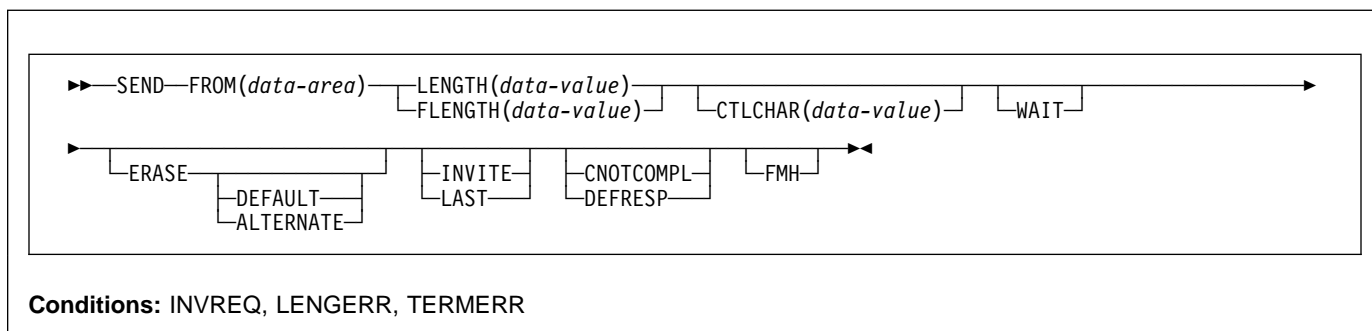 SEND FROM(data-area) LENGTH(data-value)
FLENGTH(data-value) CTLCHAR(data-value) WAIT
ERASE INVITE CNOTCOMPL FMH
DEFAULT LAST DEFRESP
ALTERNATE
Conditions: INVREQ, LENGERR, TERMERR